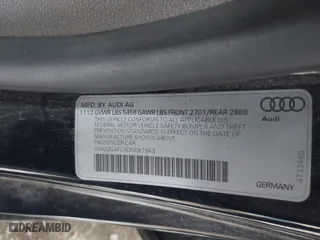 MFD BY AUDI AG
11 12 GVWR LBS 5456 GAWR LBS FRONT 2701/REAR 2888
THIS VEHICLE CONFORMS TO ALL APPLICABLE U.S.
FEDERAL MOTOR VEHICLE SAFETY BUMPER AND THEFT
PREVENTION STANDARDS IN EFFECT ON THE DATE OF
MANUFACTURE SHOWN ABOVE
PASSENGER CAR
Audi
GERMANY
4732460
DREAMBID